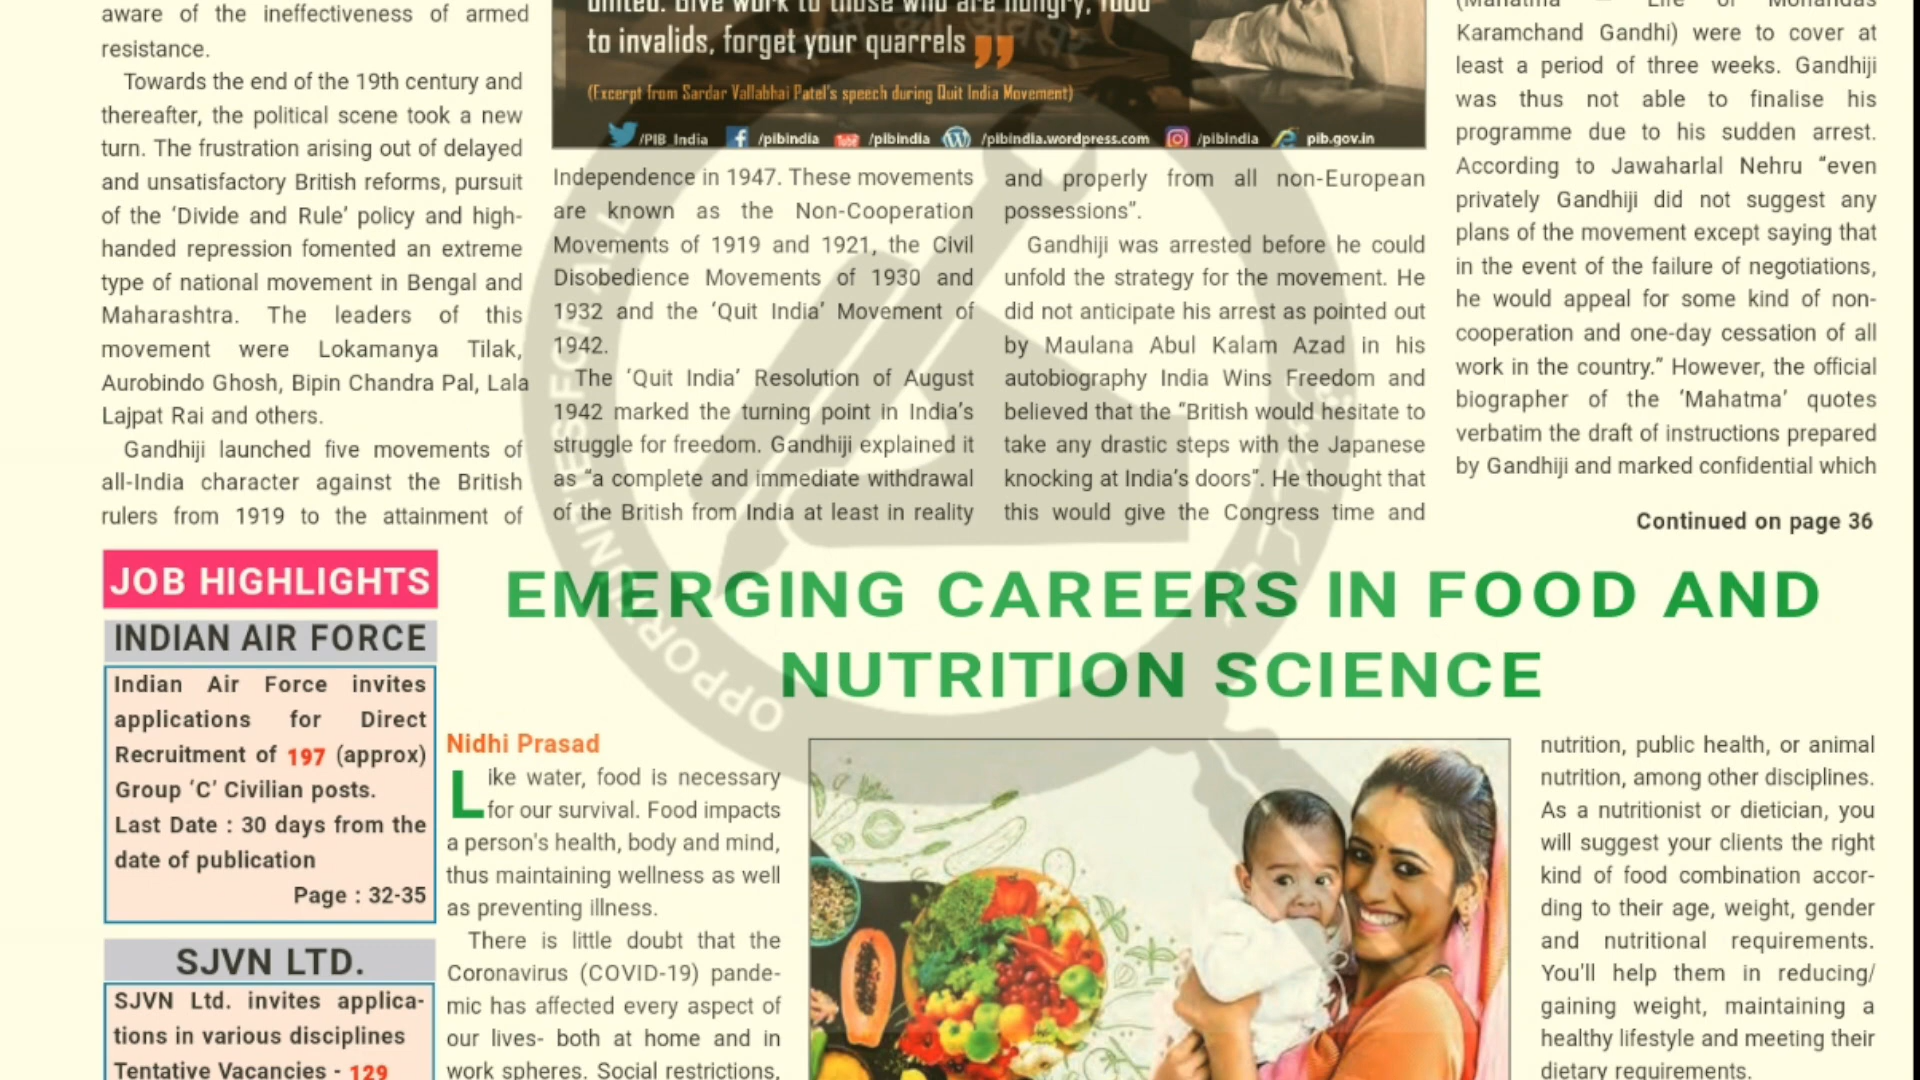 aware of the ineffectiveness of armed
resistance.
Towards the end of the 19th century and
thereafter, the political scene took a new
turn. The frustration arising out of delayed
and unsatisfactory British reforms, pursuit
of the ‘Divide and Rule’ policy and high-
handed repression fomented an extreme
type of national movement in Bengal and
Maharashtra. The leaders of this
movement were Lokamanya Tilak,
Aurobindo Ghosh, Bipin Chandra Pal, Lala
Lajpat Rai and others.
Gandhiji launched five movements of
all-India character against the British
rulers from 1919 to the attainment of
united. Give work to those who are hungry, food
to invalids, forget your quarrels ”
(Excerpt from Sardar Vallabhai Patel's speech during Quit India Movement)
/PIB_India /pibindia /pibindia /pibindia.wordpress.com /pibindia pib.gov.in
Independence in 1947. These movements
are known as the Non-Cooperation
Movements of 1919 and 1921, the Civil
Disobedience Movements of 1930 and
1932 and the ‘Quit India’ Movement of
1942.
The ‘Quit India’ Resolution of August
1942 marked the turning point in India's
struggle for freedom. Gandhiji explained it
as “a complete and immediate withdrawal
of the British from India at least in reality
and properly from all non-European
possessions”.
Gandhiji was arrested before he could
unfold the strategy for the movement. He
did not anticipate his arrest as pointed out
by Maulana Abul Kalam Azad in his
autobiography India Wins Freedom and
believed that the “British would hesitate to
take any drastic steps with the Japanese
knocking at India's doors”. He thought that
this would give the Congress time and
(Mahatma – Life of Mohandas
Karamchand Gandhi) were to cover at
least a period of three weeks. Gandhiji
was thus not able to finalise his
programme due to his sudden arrest.
According to Jawaharlal Nehru “even
privately Gandhiji did not suggest any
plans of the movement except saying that
in the event of the failure of negotiations,
he would appeal for some kind of non-
cooperation and one-day cessation of all
work in the country.” However, the official
biographer of the ‘Mahatma’ quotes
verbatim the draft of instructions prepared
by Gandhiji and marked confidential which
Continued on page 36
JOB HIGHLIGHTS
INDIAN AIR FORCE
Indian Air Force invites
applications for Direct
Recruitment of 197 (approx)
Group ‘C’ Civilian posts.
Last Date : 30 days from the
date of publication
Page : 32-35
SJVN LTD.
SJVN Ltd. invites applica-
tions in various disciplines
Tentative Vacancies - 129
EMERGING CAREERS IN FOOD AND
NUTRITION SCIENCE
Nidhi Prasad
Like water, food is necessary
for our survival. Food impacts
a person's health, body and mind,
thus maintaining wellness as well
as preventing illness.
There is little doubt that the
Coronavirus (COVID-19) pande-
mic has affected every aspect of
our lives- both at home and in
work spheres. Social restrictions,
nutrition, public health, or animal
nutrition, among other disciplines.
As a nutritionist or dietician, you
will suggest your clients the right
kind of food combination accor-
ding to their age, weight, gender
and nutritional requirements.
You'll help them in reducing/
gaining weight, maintaining a
healthy lifestyle and meeting their
dietary requirements.